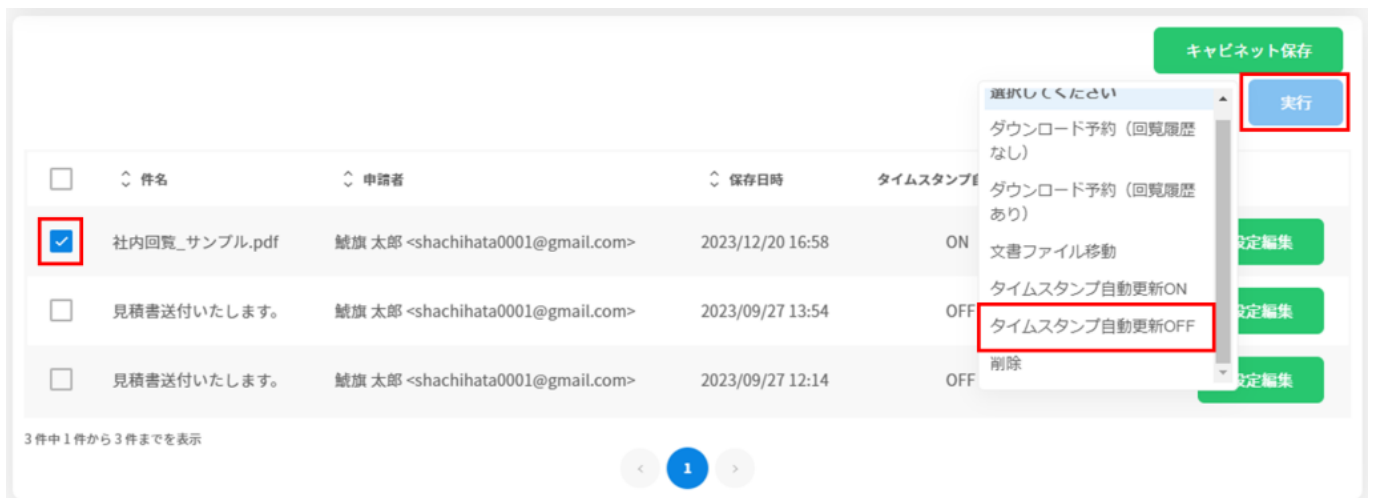 キャビネット保存
選択してください
実行
ダウンロード予約（回覧履歴
なし）
ダウンロード予約（回覧履歴
あり）
文書ファイル移動
タイムスタンプ自動更新ON
タイムスタンプ自動更新OFF
削除
件名 申請者 保存日時 タイムスタンプ自
社内回覧_サンプル.pdf 鯱旗 太郎 <shachihata0001@gmail.com> 2023/12/20 16:58 ON 設定編集
見積書送付いたします。 鯱旗 太郎 <shachihata0001@gmail.com> 2023/09/27 13:54 OFF 設定編集
見積書送付いたします。 鯱旗 太郎 <shachihata0001@gmail.com> 2023/09/27 12:14 OFF 設定編集
3件中1件から3件までを表示
‹ 1 ›